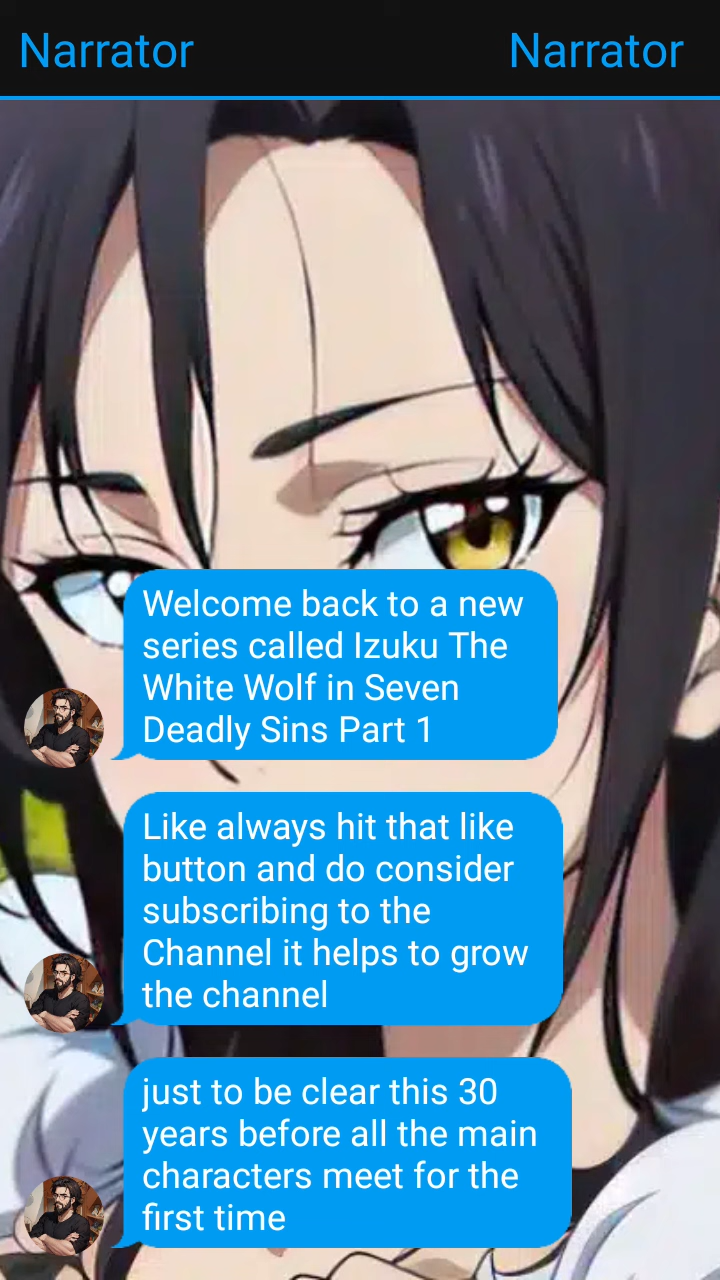 Narrator Narrator
Welcome back to a new
series called Izuku The
White Wolf in Seven
Deadly Sins Part 1
Like always hit that like
button and do consider
subscribing to the
Channel it helps to grow
the channel
just to be clear this 30
years before all the main
characters meet for the
first time